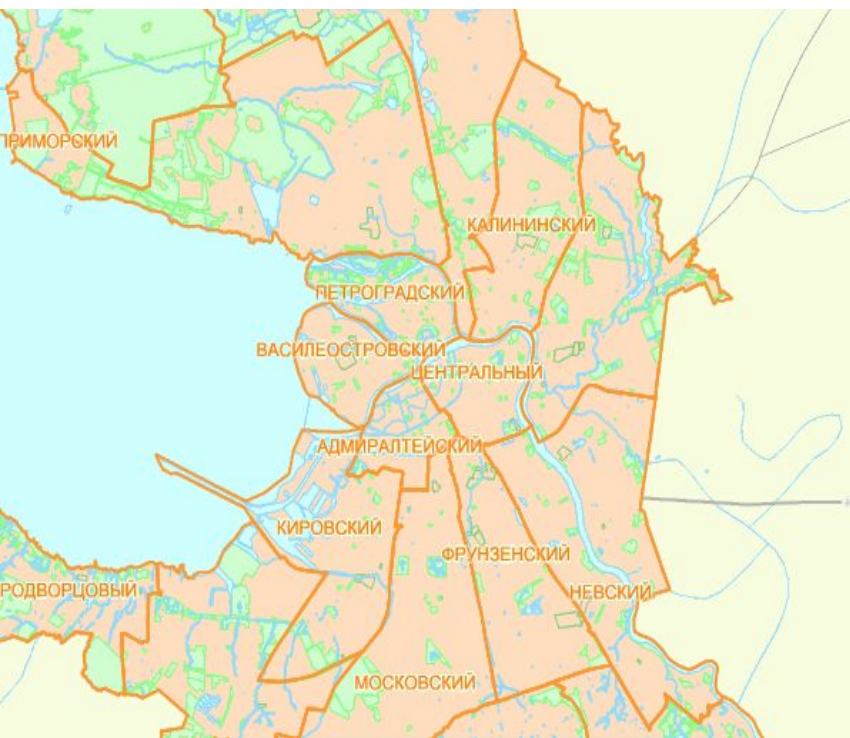 ПРИМОРСКИЙ
КАЛИНИНСКИЙ
ПЕТРОГРАДСКИЙ
ВАСИЛЕОСТРОВСКИЙ
ЦЕНТРАЛЬНЫЙ
АДМИРАЛТЕЙСКИЙ
КИРОВСКИЙ
ФРУНЗЕНСКИЙ
РОДВОРЦОВЫЙ
НЕВСКИЙ
МОСКОВСКИЙ